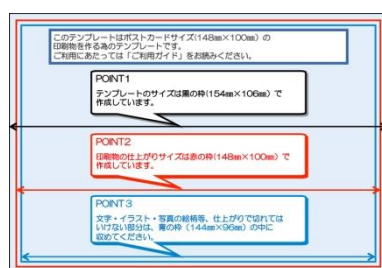 このテンプレートはポストカードサイズ(148㎜×100㎜)の
印刷物を作る為のテンプレートです。
ご利用にあたっては「ご利用ガイド」をお読みください。
POINT1
テンプレートのサイズは黒の枠(154㎜×106㎜)で
作成しています。
POINT2
印刷物の仕上がりサイズは赤の枠(148㎜×100㎜)で
作成しています。
POINT3
文字・イラスト・写真の絵柄等、仕上がりで切れては
いけない部分は、青の枠(144㎜×96㎜)の中に
収めてください。